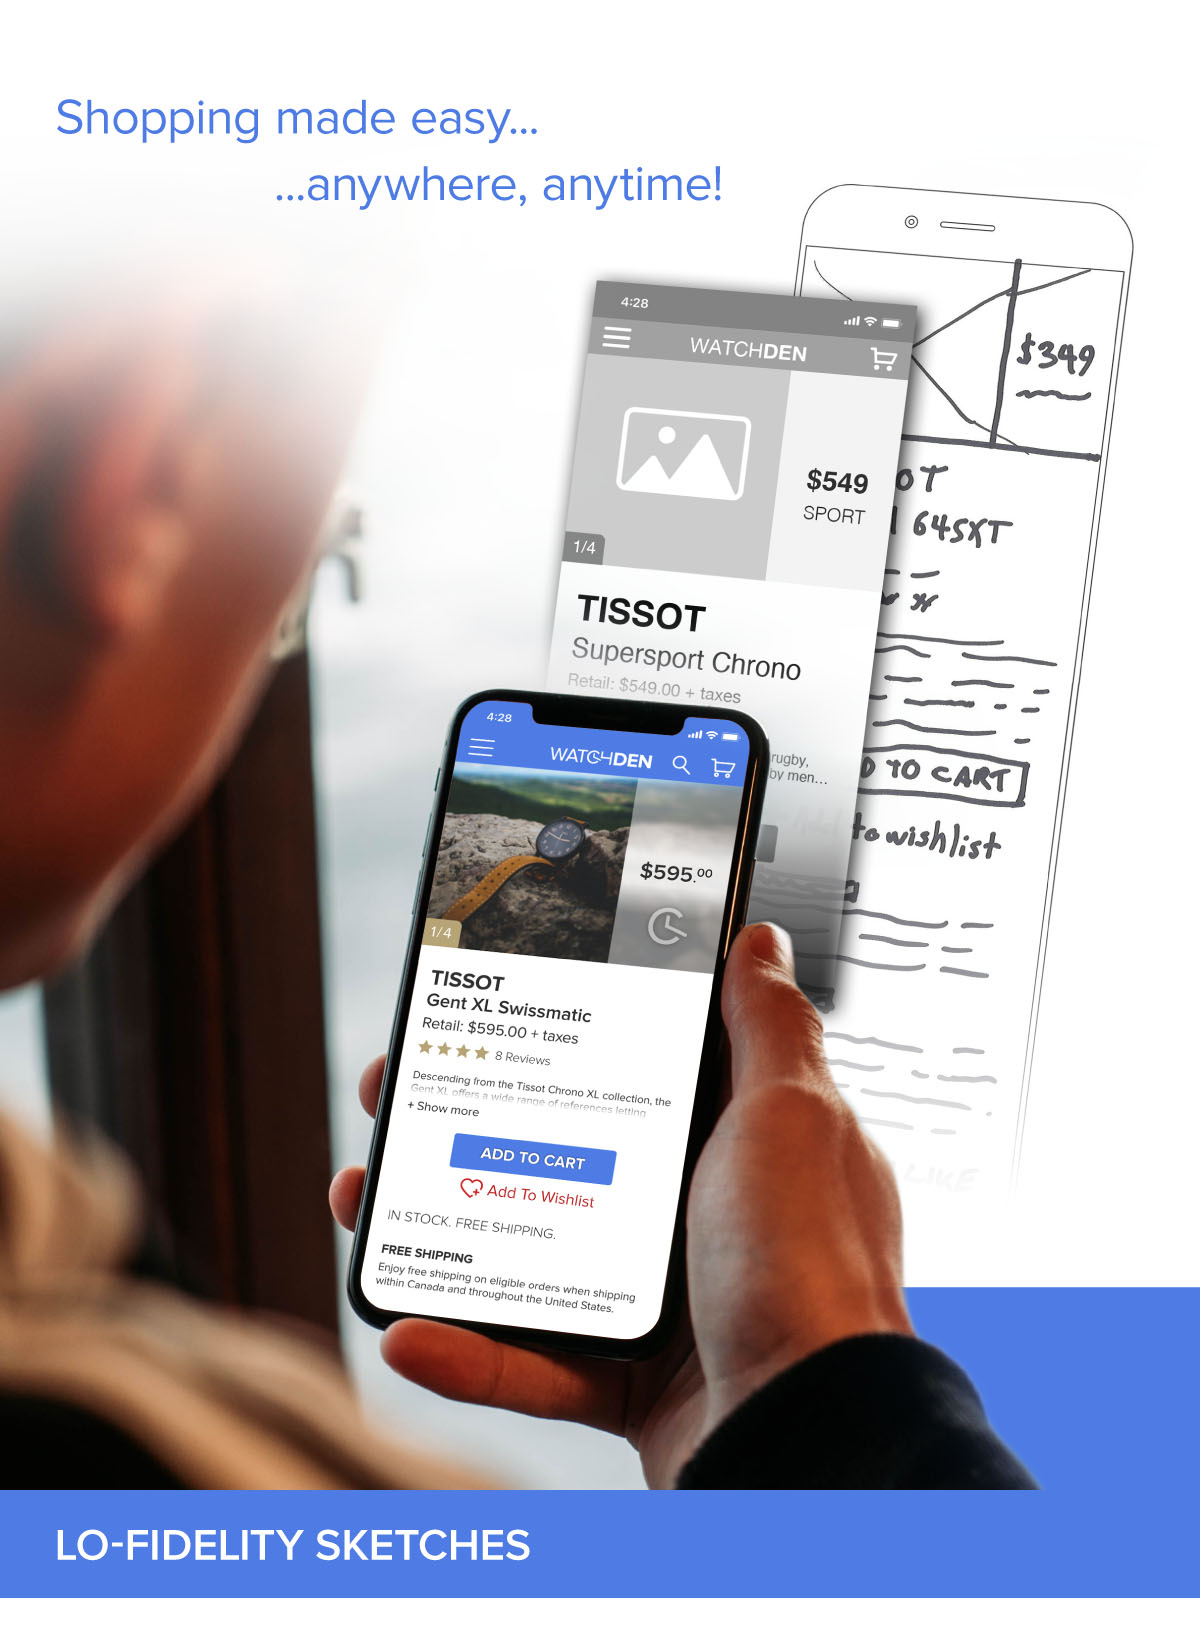 Shopping made easy...
...anywhere, anytime!
$349
645XT
TO CART
to wishlist
LIKE
4:28
WATCHDEN
$549
SPORT
1/4
TISSOT
Supersport Chrono
Retail: $549.00 + taxes
rugby,
by men...
4:28
WATCHDEN
$595.00
1/4
TISSOT
Gent XL Swissmatic
Retail: $595.00 + taxes
8 Reviews
Descending from the Tissot Chrono XL collection, the
Gent XL offers a wide range of references letting
+ Show more
ADD TO CART
Add To Wishlist
IN STOCK. FREE SHIPPING.
FREE SHIPPING
Enjoy free shipping on eligible orders when shipping
within Canada and throughout the United States.
LO-FIDELITY SKETCHES